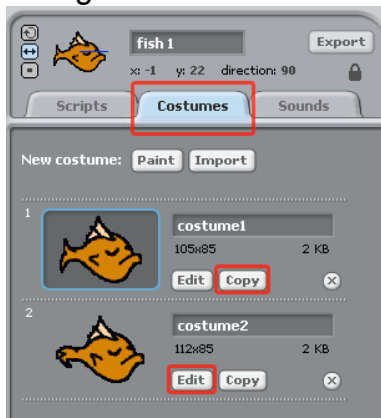 fish 1 Export
x: -1 y: 22 direction: 90
Scripts Costumes Sounds
New costume: Paint Import
1
costume1
105x85 2 KB
Edit Copy
2
costume2
112x85 2 KB
Edit Copy